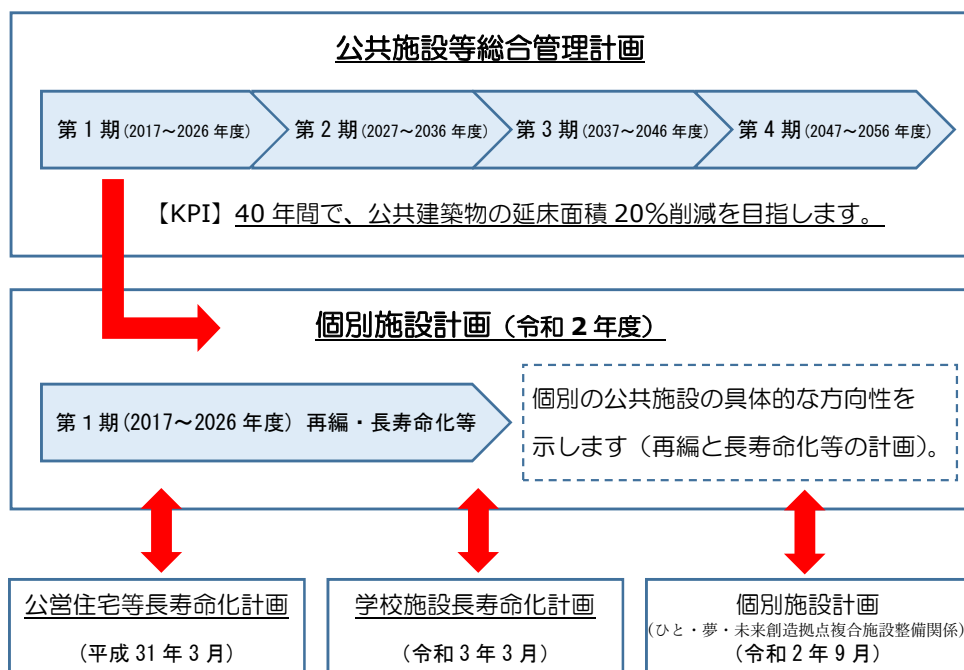 公共施設等総合管理計画
第1期(2017～2026年度) 第2期(2027～2036年度) 第3期(2037～2046年度) 第4期(2047～2056年度)
【KPI】40年間で、公共建築物の延床面積20％削減を目指します。
個別施設計画（令和2年度）
第1期(2017～2026年度) 再編・長寿命化等
個別の公共施設の具体的な方向性を
示します（再編と長寿命化等の計画）。
公営住宅等長寿命化計画
（平成31年3月）
学校施設長寿命化計画
（令和3年3月）
個別施設計画
(ひと・夢・未来創造拠点複合施設整備関係)
（令和2年9月）